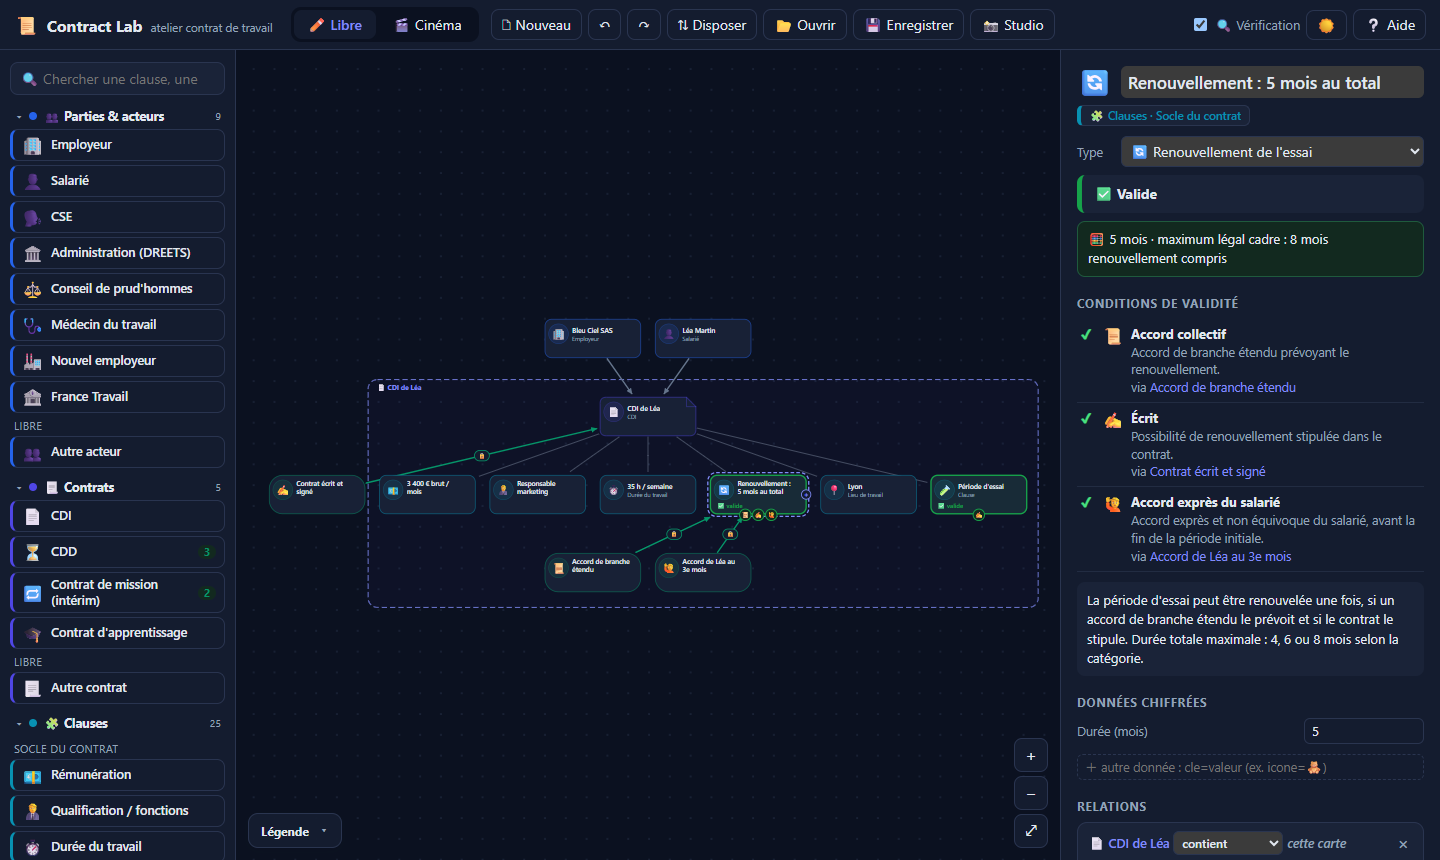 Contract Lab atelier contrat de travail
Libre
Cinéma
Nouveau
Disposer
Ouvrir
Enregistrer
Studio
Vérification
? Aide
Chercher une clause, une
Parties & acteurs 9
Employeur
Salarié
CSE
Administration (DREETS)
Conseil de prud'hommes
Médecin du travail
Nouvel employeur
France Travail
LIBRE
Autre acteur
Contrats 5
CDI
CDD 3
Contrat de mission
(intérim) 2
Contrat d'apprentissage
LIBRE
Autre contrat
Clauses 25
SOCLE DU CONTRAT
Rémunération
Qualification / fonctions
Durée du travail
Bleu Ciel SAS
Employeur
Léa Martin
Salarié
CDI de Léa
CDI de Léa
CDI
Contrat écrit et
signé
3 400 € brut /
mois
Responsable
marketing
35 h / semaine
Durée du travail
Renouvellement :
5 mois au total
valide
Lyon
Lieu de travail
Période d'essai
Clause
valide
Accord de branche
étendu
Accord de Léa au
3e mois
Légende
+
−
Renouvellement : 5 mois au total
Clauses · Socle du contrat
Type
Renouvellement de l'essai
Valide
5 mois · maximum légal cadre : 8 mois
renouvellement compris
CONDITIONS DE VALIDITÉ
Accord collectif
Accord de branche étendu prévoyant le
renouvellement.
via Accord de branche étendu
Écrit
Possibilité de renouvellement stipulée dans le
contrat.
via Contrat écrit et signé
Accord exprès du salarié
Accord exprès et non équivoque du salarié, avant la
fin de la période initiale.
via Accord de Léa au 3e mois
La période d'essai peut être renouvelée une fois, si un
accord de branche étendu le prévoit et si le contrat le
stipule. Durée totale maximale : 4, 6 ou 8 mois selon la
catégorie.
DONNÉES CHIFFRÉES
Durée (mois)
5
+ autre donnée : cle=valeur (ex. icone=🧸)
RELATIONS
CDI de Léa contient cette carte ×